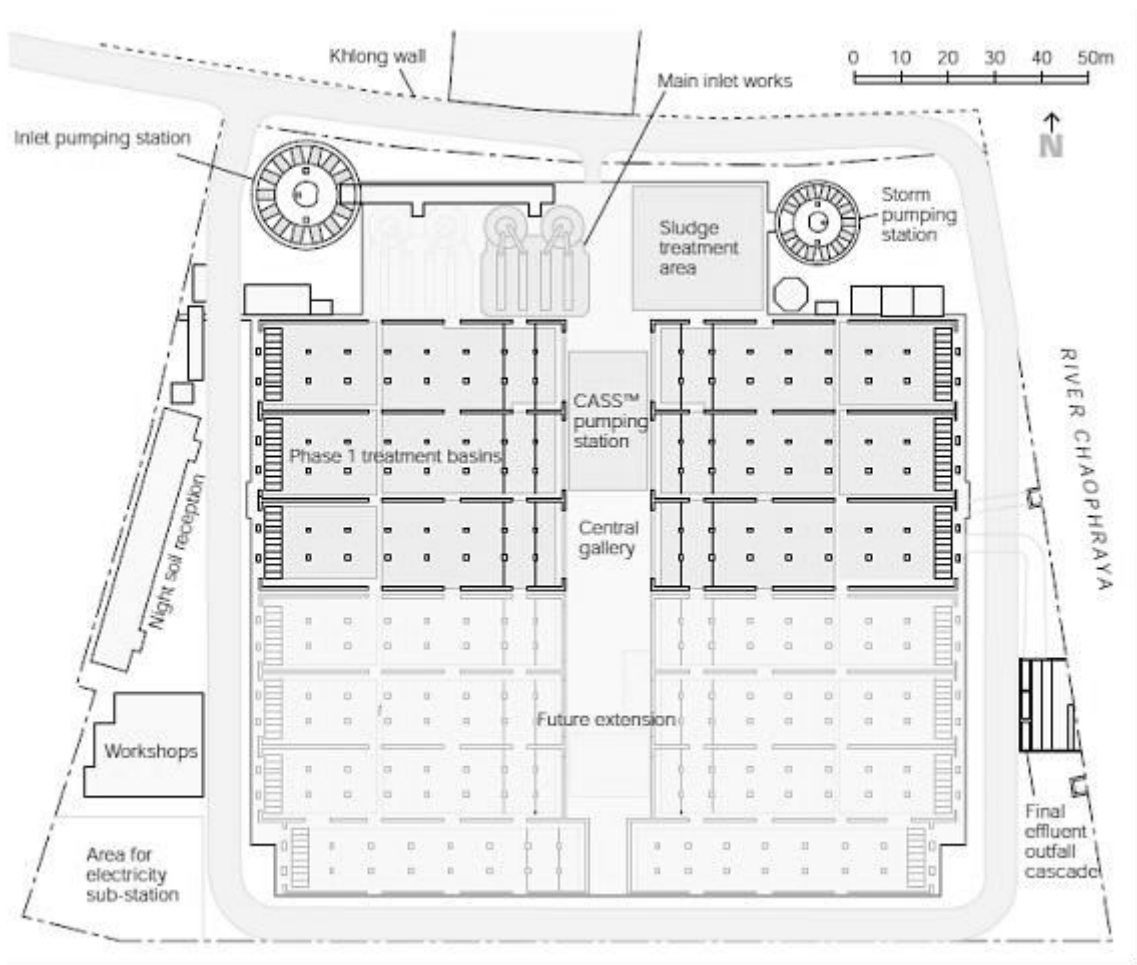 Khlong wall
0 10 20 30 40 50m
Main inlet works
N
Inlet pumping station
Storm
pumping
station
Sludge
treatment
area
CASS™
pumping
station
Phase 1 treatment basins
RIVER CHAOPHRAYA
Night soil reception
Central
gallery
Future extension
Workshops
Final
effluent
outfall
cascade
Area for
electricity
sub-station